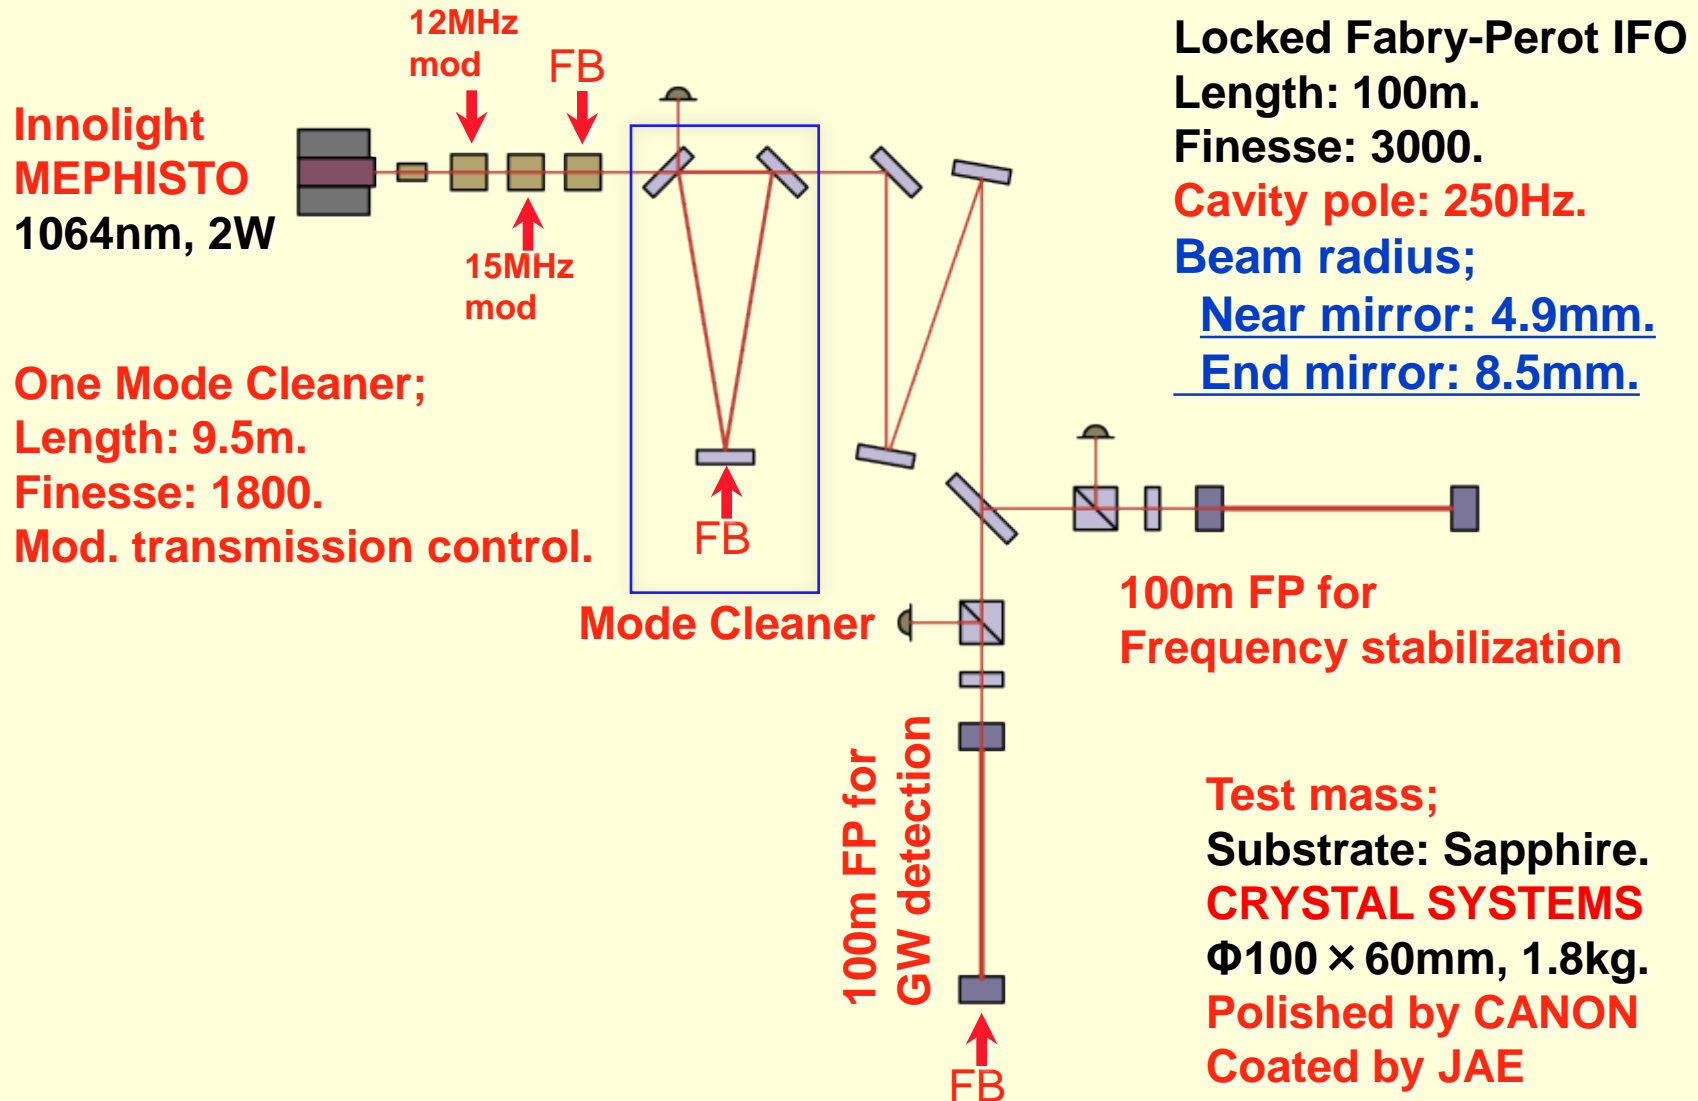 12MHz
mod
FB
Innolight
MEPHISTO
1064nm, 2W
15MHz
mod
One Mode Cleaner;
Length: 9.5m.
Finesse: 1800.
Mod. transmission control.
FB
Mode Cleaner
Locked Fabry-Perot IFO
Length: 100m.
Finesse: 3000.
Cavity pole: 250Hz.
Beam radius;
Near mirror: 4.9mm.
End mirror: 8.5mm.
100m FP for
Frequency stabilization
100m FP for
GW detection
FB
Test mass;
Substrate: Sapphire.
CRYSTAL SYSTEMS
Φ100×60mm, 1.8kg.
Polished by CANON
Coated by JAE